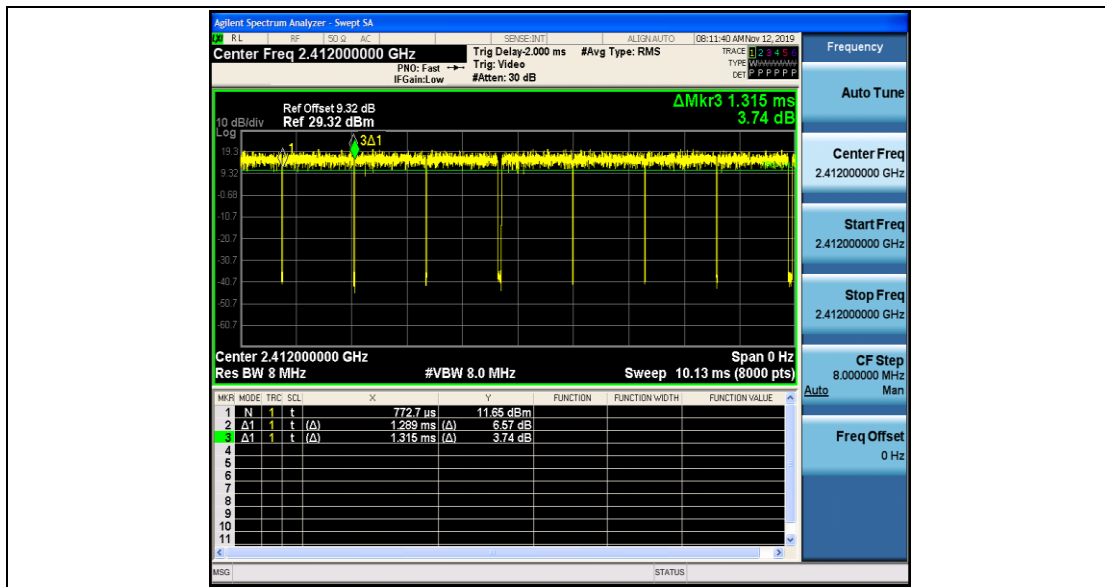 Agilent Spectrum Analyzer - Swept SA
RL RF 50 Ω AC SENSE:INT ALIGNAUTO 08:11:40 AM Nov 12, 2019
Center Freq 2.412000000 GHz Trig Delay-2.000 ms #Avg Type: RMS TRACE 1 2 3 4 5 6
PNO: Fast Trig: Video TYPE
IFGain:Low #Atten: 30 dB DET P P P P P P
Frequency
Auto Tune
Center Freq
2.412000000 GHz
Start Freq
2.412000000 GHz
Stop Freq
2.412000000 GHz
CF Step
8.000000 MHz
Auto Man
Freq Offset
0 Hz
ΔMkr3 1.315 ms
3.74 dB
Ref Offset 9.32 dB
10 dB/div Ref 29.32 dBm
Log
1 3Δ1
19.3
9.32
-0.68
-10.7
-20.7
-30.7
-40.7
-50.7
-60.7
Center 2.412000000 GHz Span 0 Hz
Res BW 8 MHz #VBW 8.0 MHz Sweep 10.13 ms (8000 pts)
MKR MODE TRC SCL X Y FUNCTION FUNCTION WIDTH FUNCTION VALUE
1 N 1 t 772.7 µs 11.65 dBm
2 Δ1 1 t (Δ) 1.289 ms (Δ) 6.57 dB
3 Δ1 1 t (Δ) 1.315 ms (Δ) 3.74 dB
4
5
6
7
8
9
10
11
MSG STATUS